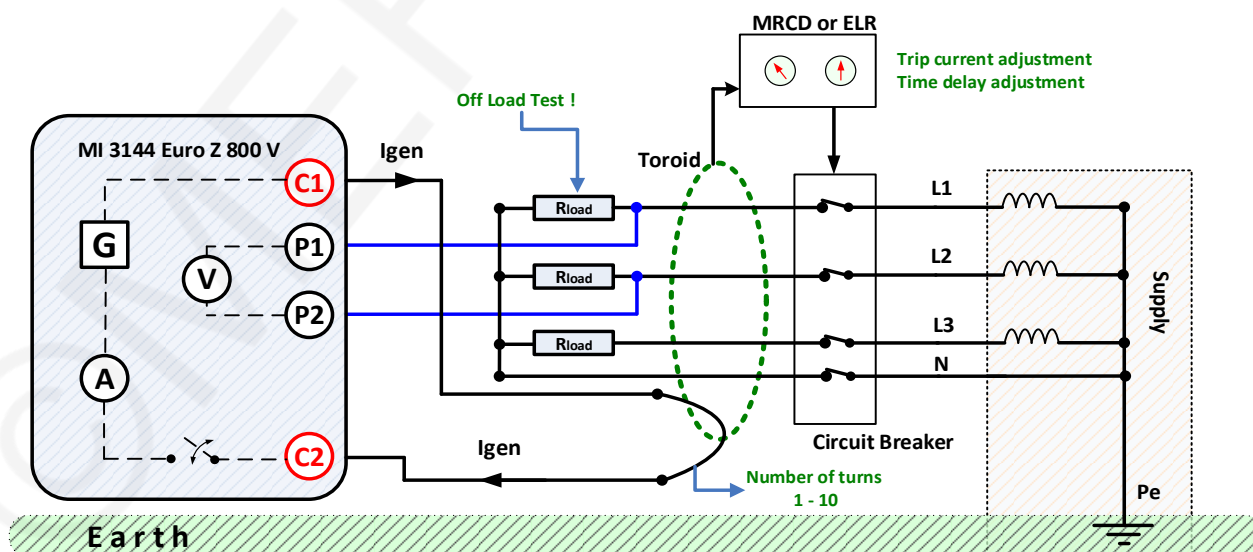 MRCD or ELR
Trip current adjustment
Time delay adjustment
Off Load Test !
MI 3144 Euro Z 800 V
Igen
Toroid
C1
L1
Rload
G
P1
V
L2
Rload
P2
Supply
L3
Rload
A
N
C2
Igen
Circuit Breaker
Number of turns
1 - 10
Pe
Earth